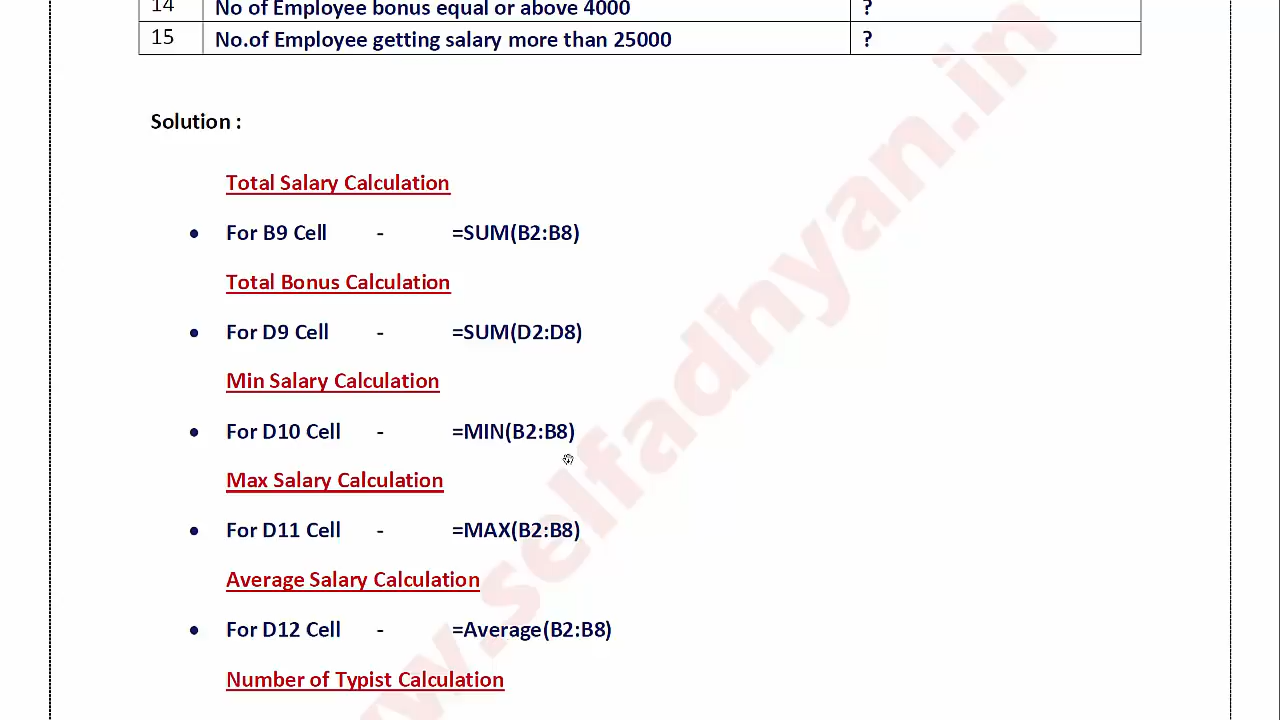 14 No of Employee bonus equal or above 4000 ?
15 No.of Employee getting salary more than 25000 ?
Solution :
Total Salary Calculation
• For B9 Cell - =SUM(B2:B8)
Total Bonus Calculation
• For D9 Cell - =SUM(D2:D8)
Min Salary Calculation
• For D10 Cell - =MIN(B2:B8)
Max Salary Calculation
• For D11 Cell - =MAX(B2:B8)
Average Salary Calculation
• For D12 Cell - =Average(B2:B8)
Number of Typist Calculation
www.selfadhyan.in